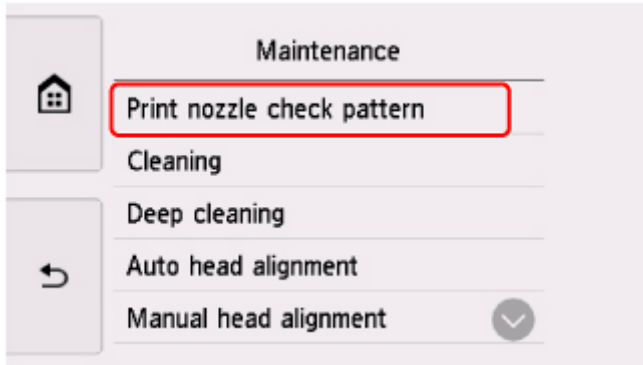 Maintenance
Print nozzle check pattern
Cleaning
Deep cleaning
Auto head alignment
Manual head alignment